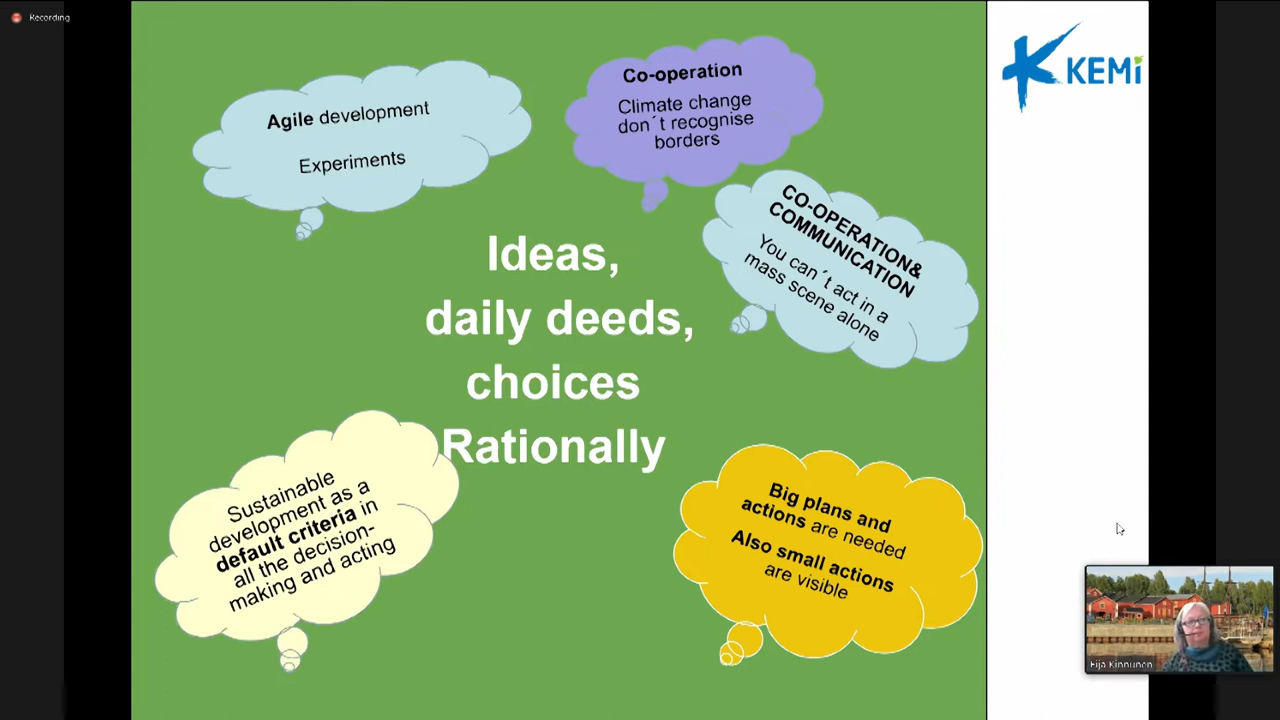 Recording
KEMi
Agile development
Experiments
Co-operation
Climate change
don´t recognise
borders
CO-OPERATION&
COMMUNICATION
You can´t act in a
mass scene alone
Ideas,
daily deeds,
choices
Rationally
Sustainable
development as a
default criteria in
all the decision-
making and acting
Big plans and
actions are needed
Also small actions
are visible
Eija Kinnunen